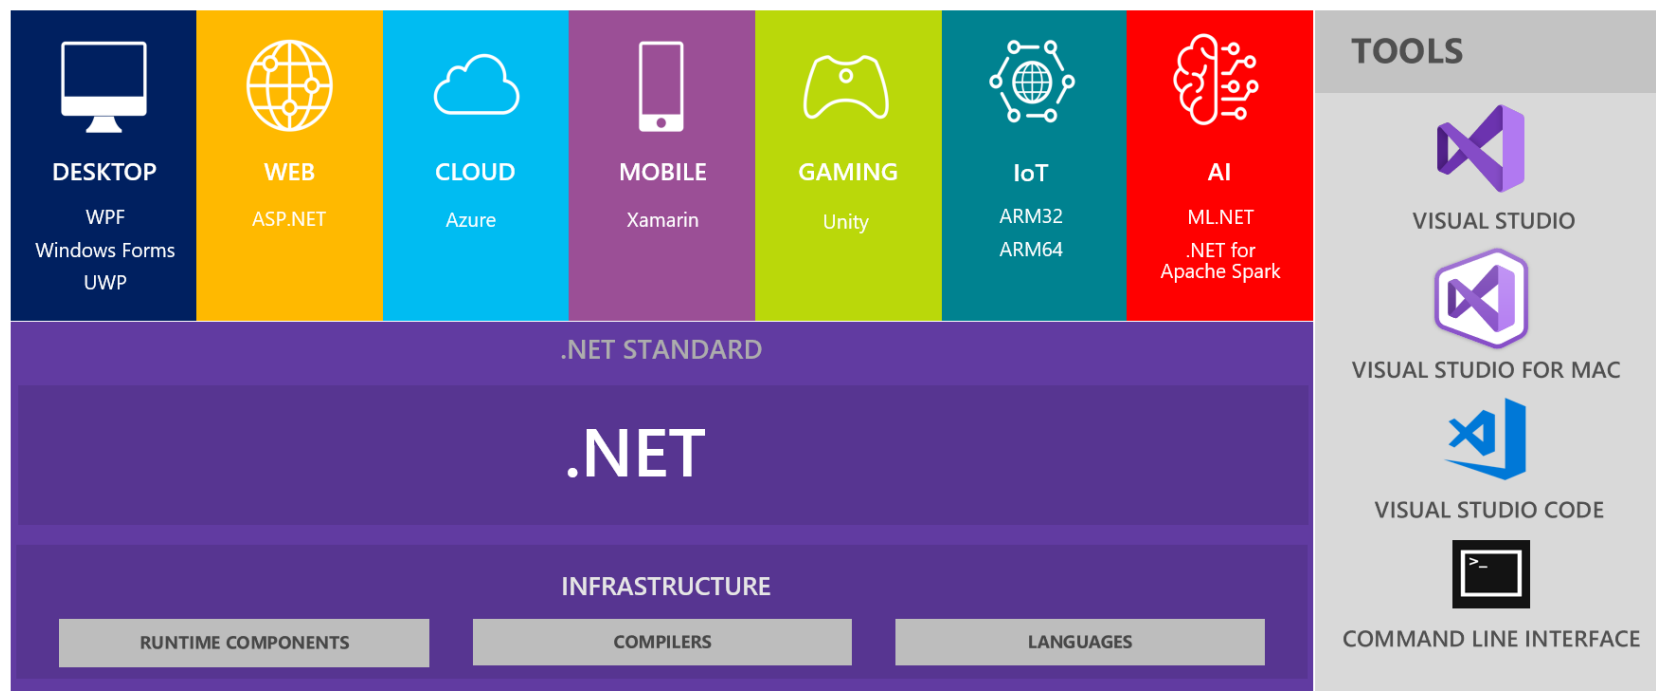 DESKTOP
WPF
Windows Forms
UWP
WEB
ASP.NET
CLOUD
Azure
MOBILE
Xamarin
GAMING
Unity
IoT
ARM32
ARM64
AI
ML.NET
.NET for
Apache Spark
.NET STANDARD
.NET
INFRASTRUCTURE
RUNTIME COMPONENTS
COMPILERS
LANGUAGES
TOOLS
VISUAL STUDIO
VISUAL STUDIO FOR MAC
VISUAL STUDIO CODE
>_
COMMAND LINE INTERFACE